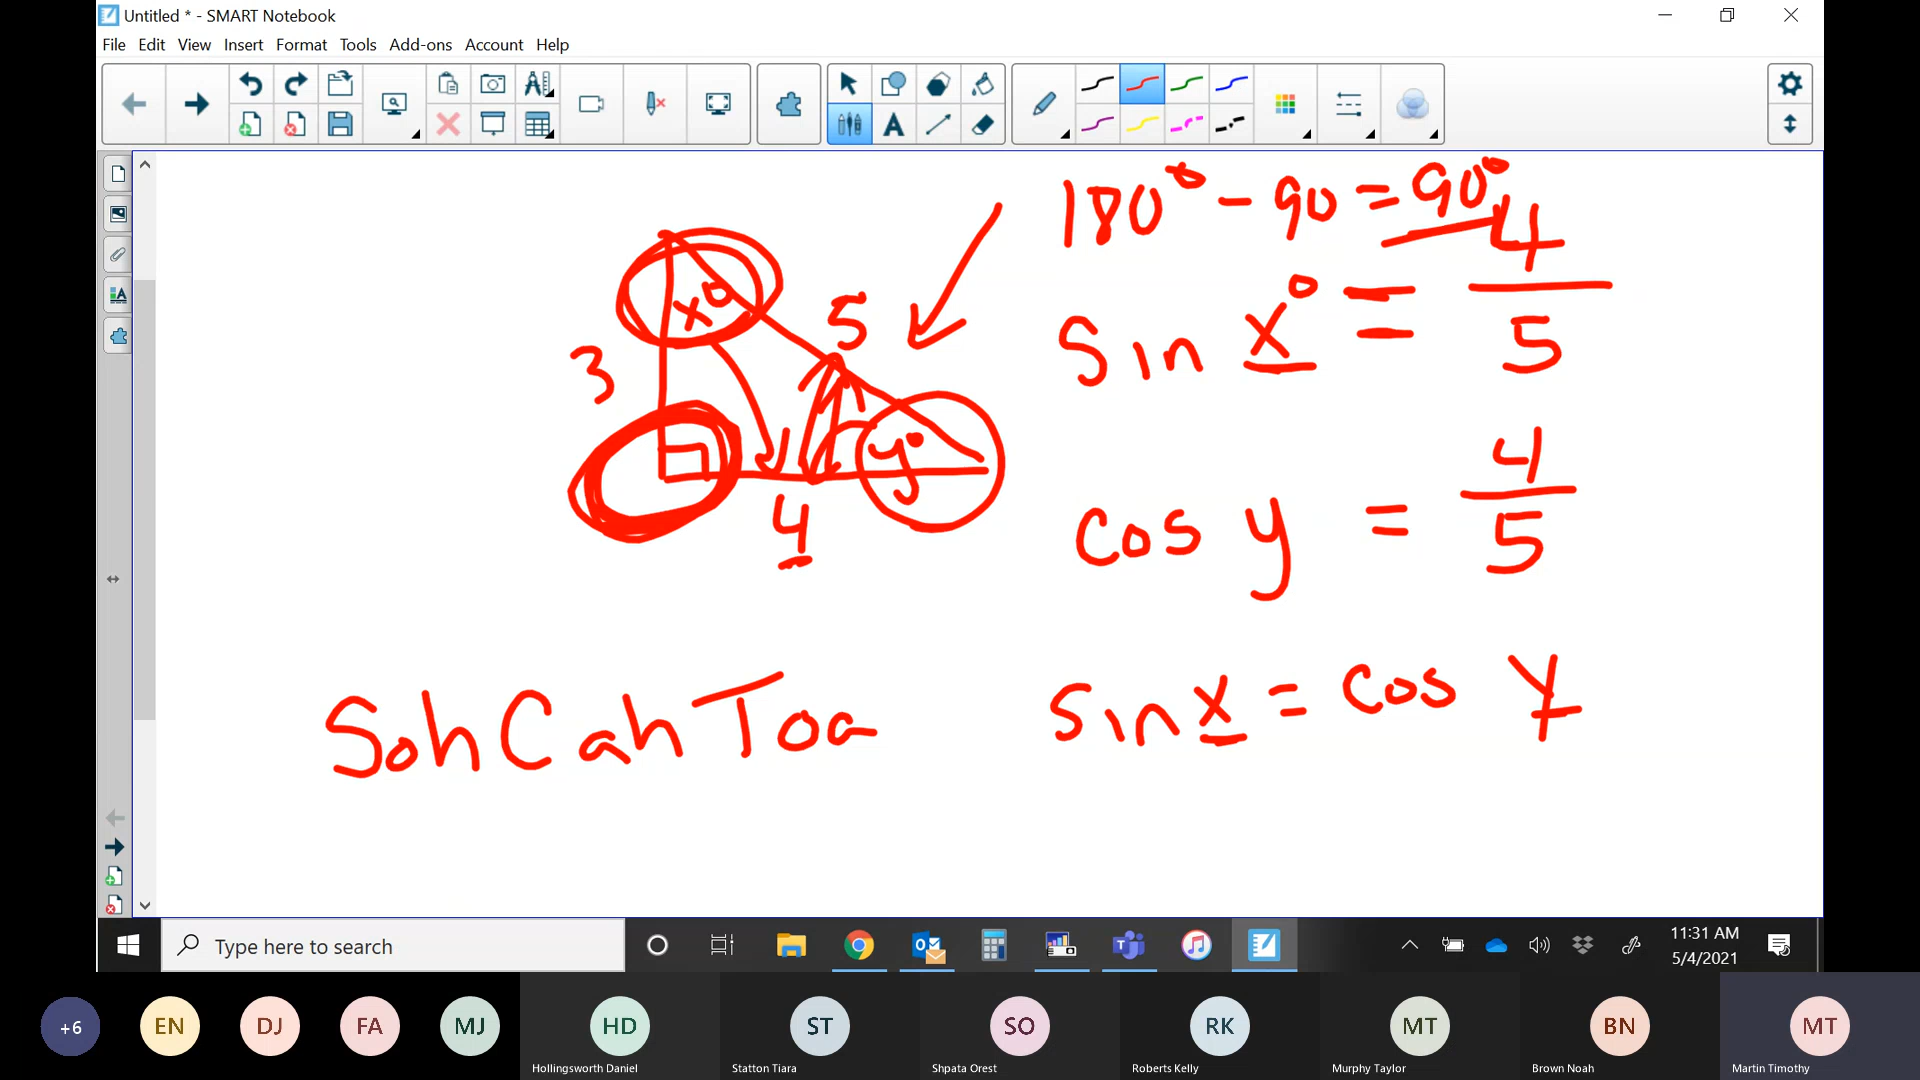 Untitled * - SMART Notebook
File Edit View Insert Format Tools Add-ons Account Help
180° - 90 = 90°
sin x° = 4/5
x°
5
3
y°
4
cos y = 4/5
sin x = cos y
SohCahToa
Type here to search
11:31 AM
5/4/2021
+6 EN DJ FA MJ HD ST SO RK MT BN MT
Hollingsworth Daniel Statton Tiara Shpata Orest Roberts Kelly Murphy Taylor Brown Noah Martin Timothy